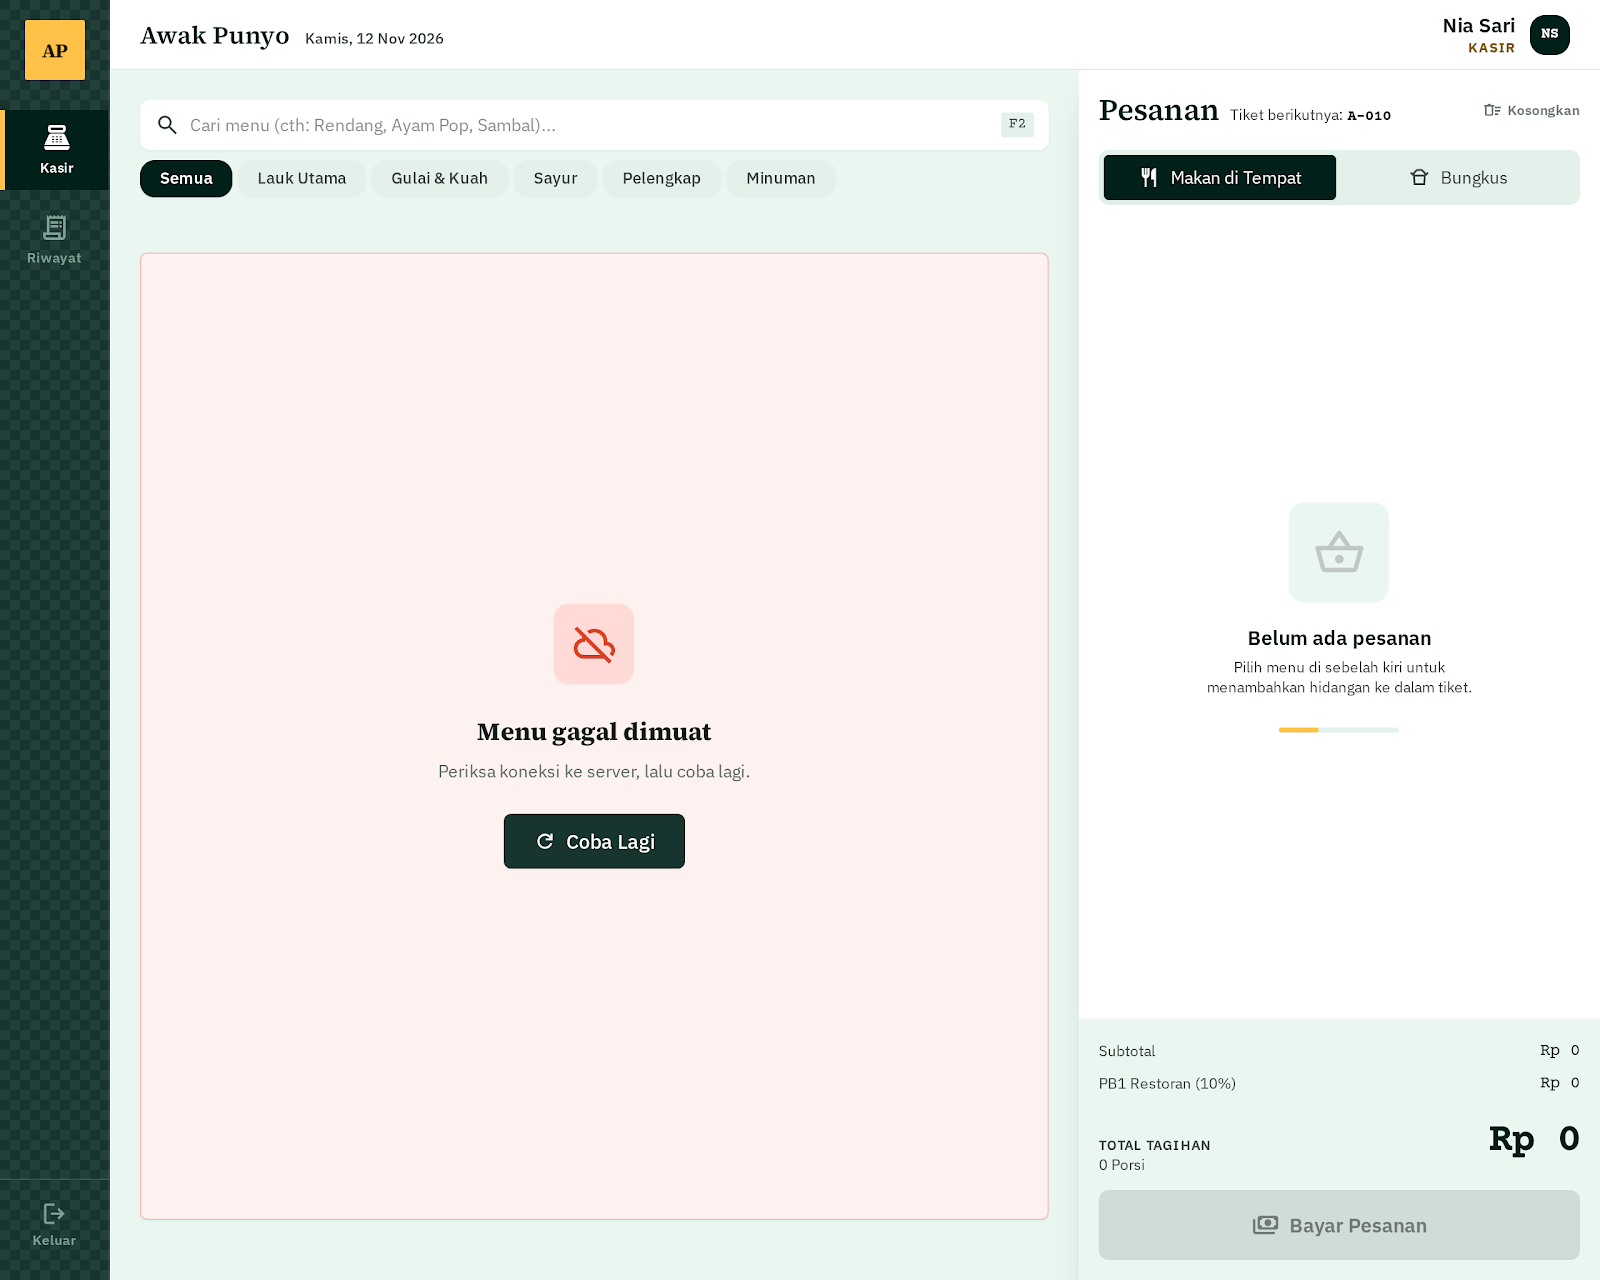 AP
Kasir
Riwayat
Keluar
Awak Punyo
Kamis, 12 Nov 2026
Nia Sari
KASIR
NS
Cari menu (cth: Rendang, Ayam Pop, Sambal)...
F2
Semua
Lauk Utama
Gulai & Kuah
Sayur
Pelengkap
Minuman
Menu gagal dimuat
Periksa koneksi ke server, lalu coba lagi.
Coba Lagi
Pesanan
Tiket berikutnya: A-010
Kosongkan
Makan di Tempat
Bungkus
Belum ada pesanan
Pilih menu di sebelah kiri untuk
menambahkan hidangan ke dalam tiket.
Subtotal
Rp 0
PB1 Restoran (10%)
Rp 0
TOTAL TAGIHAN
0 Porsi
Rp 0
Bayar Pesanan